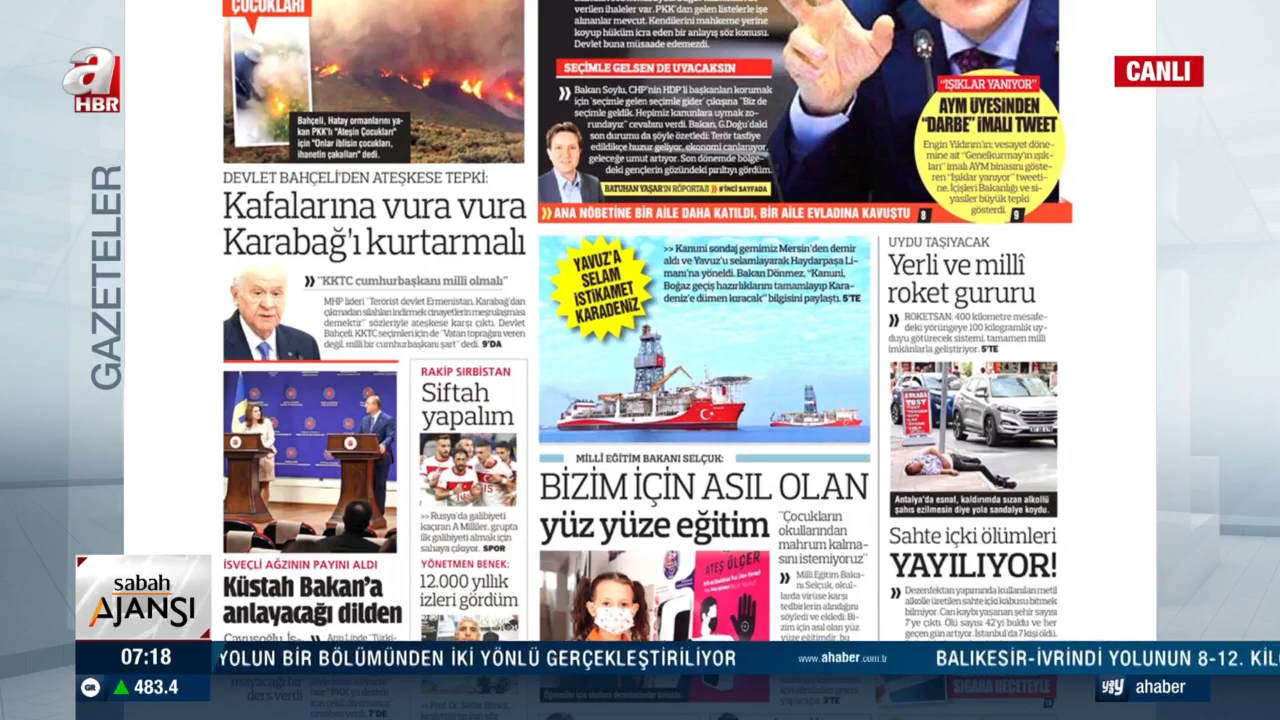 ÇOCUKLARI
a
HBR
GAZETELER
CANLI
Bahçeli, Hatay ormanlarını ya-
kan PKK'lı "Ateşin Çocukları"
için "Onlar iblisin çocukları,
ihanetin çakalları" dedi.
DEVLET BAHÇELİ'DEN ATEŞKESE TEPKİ:
Kafalarına vura vura
Karabağ'ı kurtarmalı
"KKTC cumhurbaşkanı milli olmalı"
MHP lideri "Terörist devlet Ermenistan, Karabağ'dan
çıkmadan silahları indirmek cinayetlerin meşrulaşması
demektir" sözleriyle ateşkese karşı çıktı. Devlet
Bahçeli, KKTC seçimleri için de "Vatan toprağını veren
değil, milli bir cumhurbaşkanı şart" dedi. 9'DA
verilen ihaleler var. PKK'dan gelen listelerle işe
alınanlar mevcut. Kendilerini mahkeme yerine
koyup hüküm icra eden bir anlayış söz konusu.
Devlet buna müsaade edemezdi.
SEÇİMLE GELSEN DE UYACAKSIN
Bakan Soylu, CHP'nin HDP'li başkanları korumak
için 'seçimle gelen seçimle gider' çıkışına "Biz de
seçimle geldik. Hepimiz kanunlara uymak zo-
rundayız" cevabını verdi. Bakan, G.Doğu'daki
son durumu da şöyle özetledi: Terör tasfiye
edildikçe huzur geliyor, ekonomi canlanıyor,
geleceğe umut artıyor. Son dönemde bölge-
deki gençlerin gözündeki pırıltıyı gördüm.
BATUHAN YAŞAR'IN RÖPORTAJI 8'İNCİ SAYFADA
"IŞIKLAR YANIYOR"
AYM ÜYESİNDEN
"DARBE" İMALI TWEET
Engin Yıldırım'ın; vesayet döne-
mine ait "Genelkurmay'ın ışık-
ları" imalı AYM binasını göste-
ren "Işıklar yanıyor" tweeti-
ne, İçişleri Bakanlığı ve si-
yasiler büyük tepki
gösterdi. 9
ANA NÖBETİNE BİR AİLE DAHA KATILDI, BİR AİLE EVLADINA KAVUŞTU 8
YAVUZ'A
SELAM
İSTİKAMET
KARADENİZ
>> Kanuni sondaj gemimiz Mersin'den demir
aldı ve Yavuz'u selamlayarak Haydarpaşa Li-
manı'na yöneldi. Bakan Dönmez, "Kanuni,
Boğaz geçiş hazırlıklarını tamamlayıp Kara-
deniz'e dümen kıracak" bilgisini paylaştı. 5'TE
UYDU TAŞIYACAK
Yerli ve millî
roket gururu
ROKETSAN, 400 kilometre mesafe-
deki yörüngeye 100 kilogramlık uy-
duyu götürecek sistemi, tamamen milli
imkânlarla geliştiriyor. 5'TE
RAKİP SIRBİSTAN
Siftah
yapalım
>> Rusya'da galibiyeti
kaçıran A Milliler, grupta
ilk galibiyeti almak için
sahaya çıkıyor. SPOR
YÖNETMEN BENEK:
12.000 yıllık
izleri gördüm
İSVEÇLİ AĞZININ PAYINI ALDI
Küstah Bakan'a
anlayacağı dilden
MİLLÎ EĞİTİM BAKANI SELÇUK:
BİZİM İÇİN ASIL OLAN
yüz yüze eğitim
"Çocukların
okullarından
mahrum kalma-
sını istemiyoruz"
Milli Eğitim Baka-
nı Selçuk, okul-
larda virüse karşı
tedbirlerin alındığını
söyledi ve ekledi: Bi-
zim için asıl olan yüz
yüze eğitimdir, bu
ATEŞ ÖLÇER
Antalya'da esnaf, kaldırımda sızan alkollü
şahıs ezilmesin diye yola sandalye koydu.
Sahte içki ölümleri
YAYILIYOR!
Dezenfektan yapımında kullanılan metil
alkolle üretilen sahte içki kâbusu bitmek
bilmiyor. Can kaybı yaşanan şehir sayısı
7'ye çıktı. Ölü sayısı 42'yi buldu ve her
geçen gün artıyor. İstanbul'da 7 kişi öldü.
sabah
AJANSI
07:18
YOLUN BİR BÖLÜMÜNDEN İKİ YÖNLÜ GERÇEKLEŞTİRİLİYOR
www.ahaber.com.tr
BALIKESİR-İVRİNDİ YOLUNUN 8-12. KİL
GR 483.4
ahaber